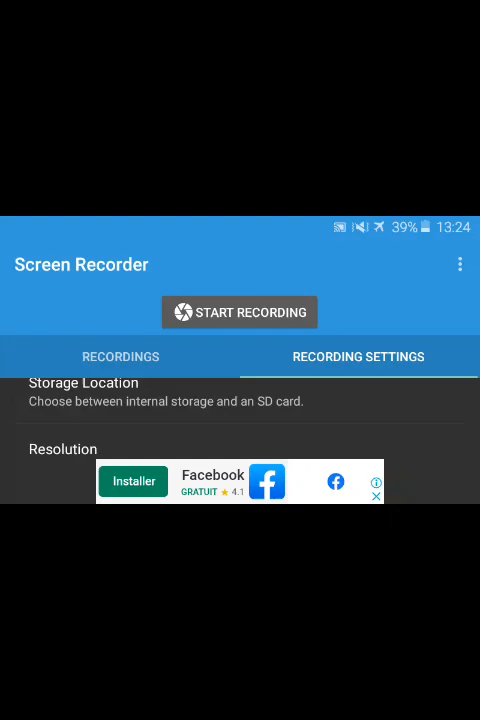 39% 13:24
Screen Recorder
START RECORDING
RECORDINGS RECORDING SETTINGS
Storage Location
Choose between internal storage and an SD card.
Resolution
Installer
Facebook
GRATUIT ★ 4.1